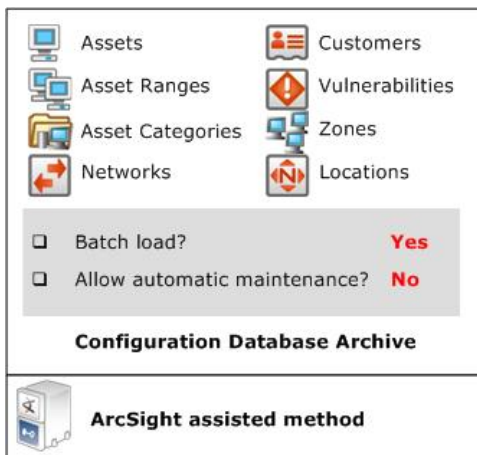 Assets
Customers
Asset Ranges
Vulnerabilities
Asset Categories
Zones
Networks
N Locations
Batch load? Yes
Allow automatic maintenance? No
Configuration Database Archive
ArcSight assisted method